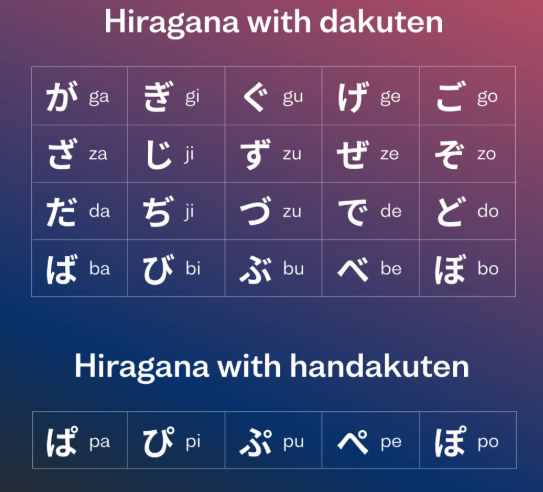 Hiragana with dakuten
が ga ぎ gi ぐ gu げ ge ご go
ざ za じ ji ず zu ぜ ze ぞ zo
だ da ぢ ji づ zu で de ど do
ば ba び bi ぶ bu べ be ぼ bo
Hiragana with handakuten
ぱ pa ぴ pi ぷ pu ぺ pe ぽ po